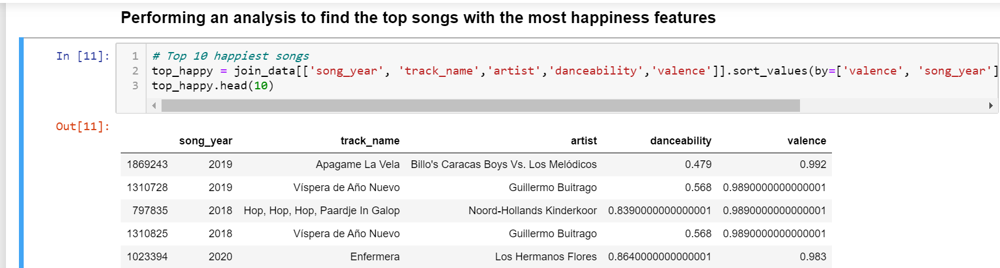 Performing an analysis to find the top songs with the most happiness features
In [11]:
1 # Top 10 happiest songs
2 top_happy = join_data[['song_year', 'track_name','artist','danceability','valence']].sort_values(by=['valence', 'song_year']
3 top_happy.head(10)
Out[11]:
song_year track_name artist danceability valence
1869243 2019 Apagame La Vela Billo's Caracas Boys Vs. Los Melódicos 0.479 0.992
1310728 2019 Víspera de Año Nuevo Guillermo Buitrago 0.568 0.9890000000000001
797835 2018 Hop, Hop, Hop, Paardje In Galop Noord-Hollands Kinderkoor 0.8390000000000001 0.9890000000000001
1310825 2018 Víspera de Año Nuevo Guillermo Buitrago 0.568 0.9890000000000001
1023394 2020 Enfermera Los Hermanos Flores 0.8640000000000001 0.983